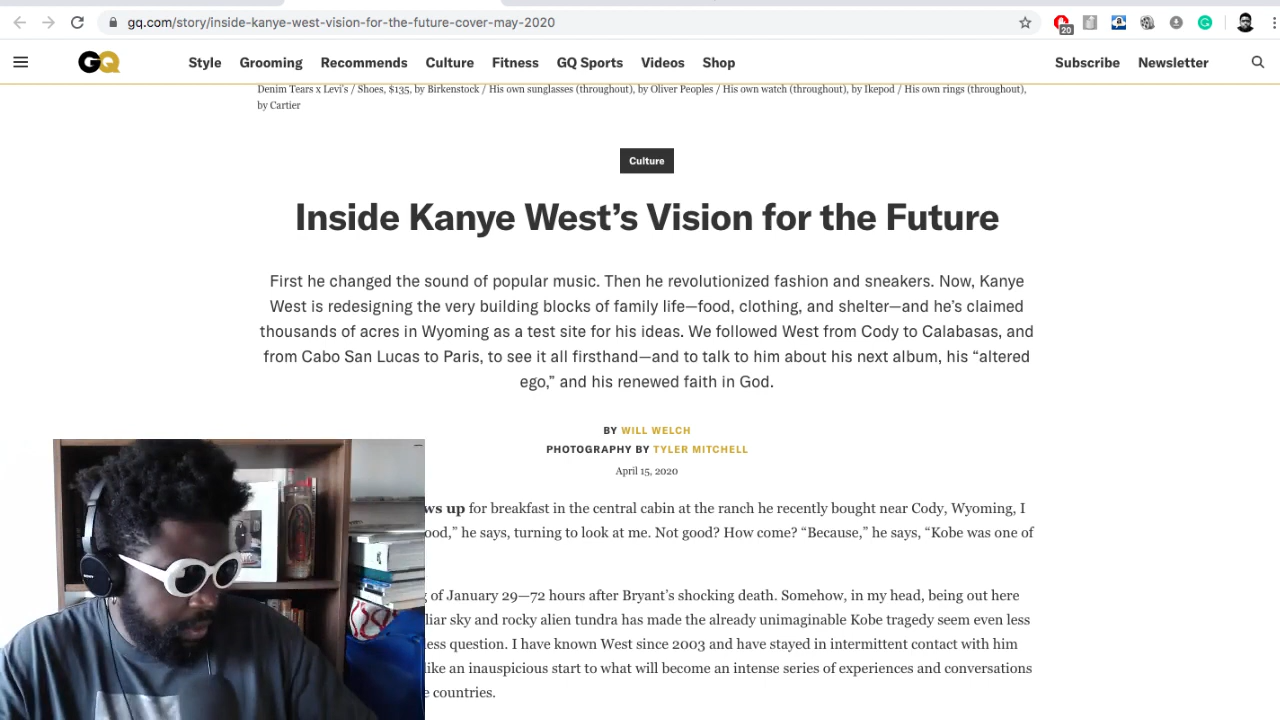 gq.com/story/inside-kanye-west-vision-for-the-future-cover-may-2020
20
GQ
Style Grooming Recommends Culture Fitness GQ Sports Videos Shop
Subscribe Newsletter
Denim Tears x Levi's / Shoes, $135, by Birkenstock / His own sunglasses (throughout), by Oliver Peoples / His own watch (throughout), by Ikepod / His own rings (throughout),
by Cartier
Culture
Inside Kanye West’s Vision for the Future
First he changed the sound of popular music. Then he revolutionized fashion and sneakers. Now, Kanye
West is redesigning the very building blocks of family life—food, clothing, and shelter—and he’s claimed
thousands of acres in Wyoming as a test site for his ideas. We followed West from Cody to Calabasas, and
from Cabo San Lucas to Paris, to see it all firsthand—and to talk to him about his next album, his “altered
ego,” and his renewed faith in God.
BY WILL WELCH
PHOTOGRAPHY BY TYLER MITCHELL
April 15, 2020
ws up for breakfast in the central cabin at the ranch he recently bought near Cody, Wyoming, I
ood,” he says, turning to look at me. Not good? How come? “Because,” he says, “Kobe was one of
of January 29—72 hours after Bryant’s shocking death. Somehow, in my head, being out here
liar sky and rocky alien tundra has made the already unimaginable Kobe tragedy seem even less
less question. I have known West since 2003 and have stayed in intermittent contact with him
like an inauspicious start to what will become an intense series of experiences and conversations
e countries.
SONY